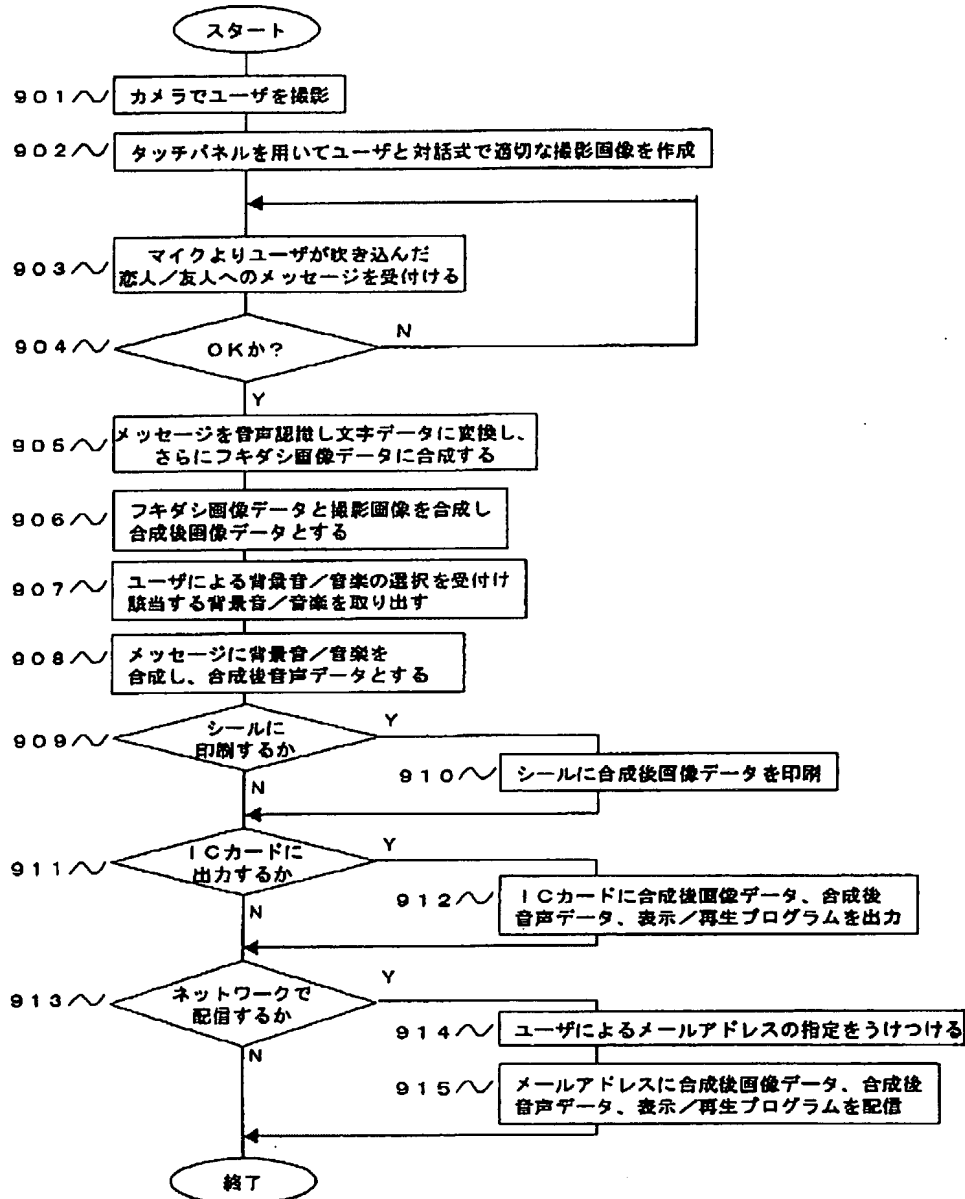 スタート
901 カメラでユーザを撮影
902 タッチパネルを用いてユーザと対話式で適切な撮影画像を作成
903 マイクよりユーザが吹き込んだ
恋人/友人へのメッセージを受付ける
904 OKか?
N
Y
905 メッセージを音声認識し文字データに変換し、
さらにフキダシ画像データに合成する
906 フキダシ画像データと撮影画像を合成し
合成後画像データとする
907 ユーザによる背景音/音楽の選択を受付け
該当する背景音/音楽を取り出す
908 メッセージに背景音/音楽を
合成し、合成後音声データとする
909 シールに
印刷するか
Y
N
910 シールに合成後画像データを印刷
911 ICカードに
出力するか
Y
N
912 ICカードに合成後画像データ、合成後
音声データ、表示/再生プログラムを出力
913 ネットワークで
配信するか
Y
N
914 ユーザによるメールアドレスの指定をうけつける
915 メールアドレスに合成後画像データ、合成後
音声データ、表示/再生プログラムを配信
終了